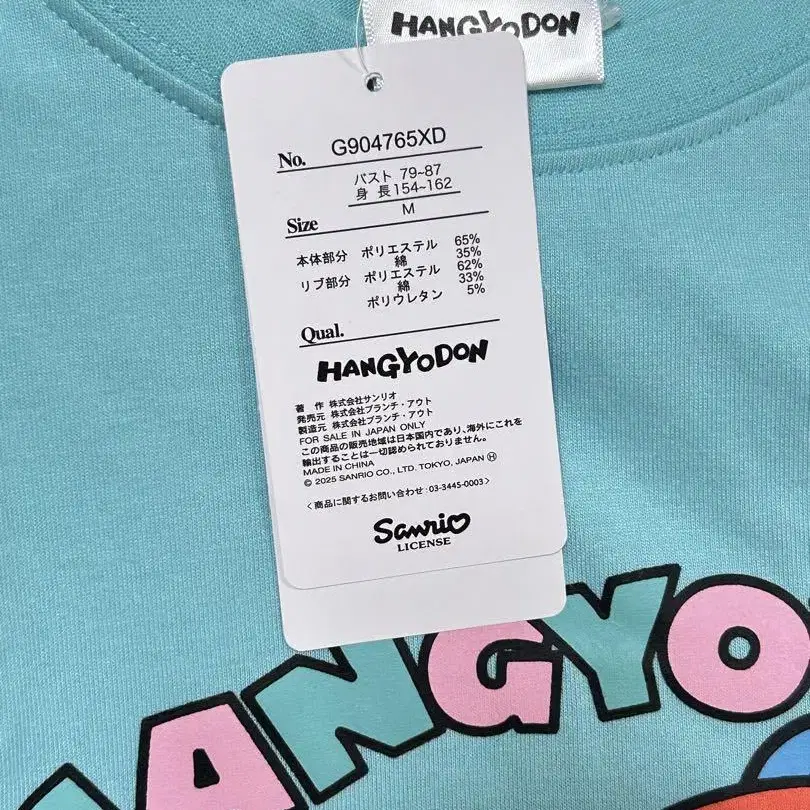 HANGYODON
No. G904765XD
バスト 79~87
身 長 154~162
Size M
本体部分 ポリエステル 65%
綿 35%
リブ部分 ポリエステル 62%
綿 33%
ポリウレタン 5%
Qual.
HANGYODON
著 作 株式会社サンリオ
発売元 株式会社ブランチ・アウト
製造元 株式会社ブランチ・アウト
FOR SALE IN JAPAN ONLY
この商品の販売地域は日本国内であり、海外にこれを
輸出することは一切認められておりません。
MADE IN CHINA
© 2025 SANRIO CO., LTD. TOKYO, JAPAN Ⓗ
〈商品に関するお問い合わせ:03-3445-0003〉
Sanrio
LICENSE
ANGYO